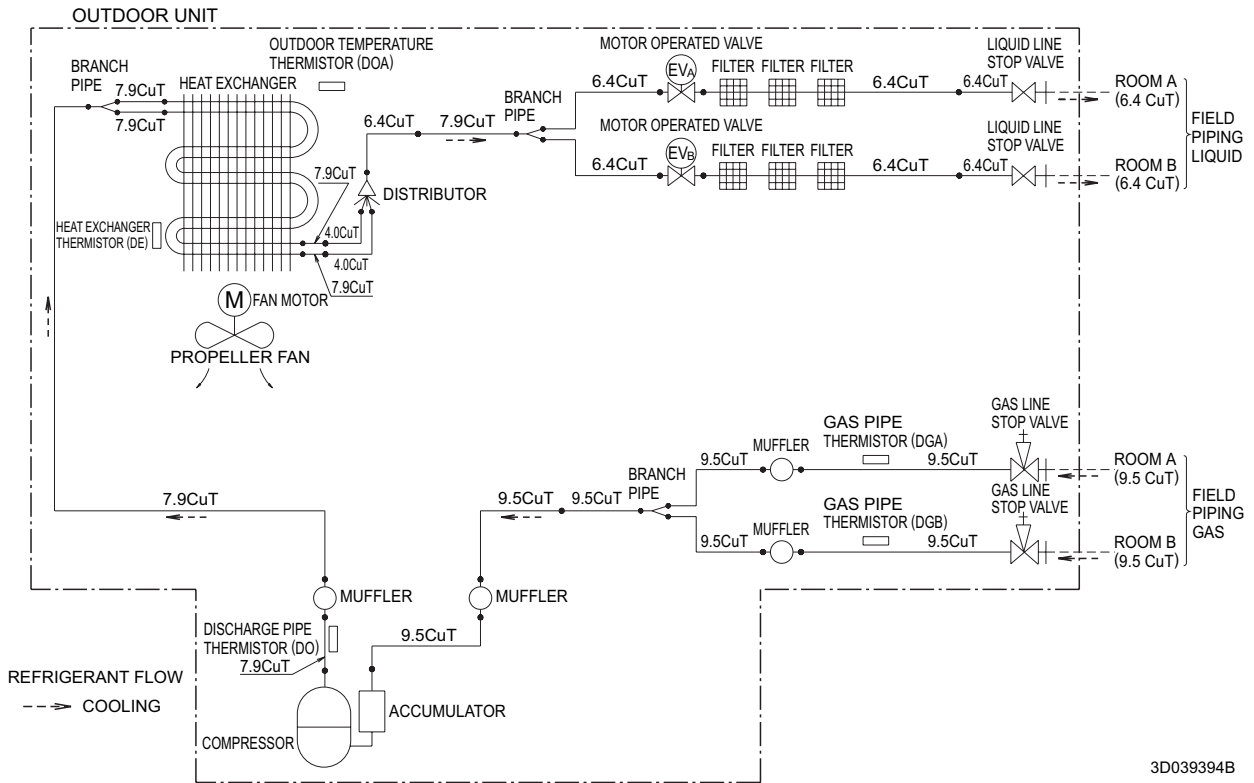 OUTDOOR UNIT
OUTDOOR TEMPERATURE
THERMISTOR (DOA)
BRANCH
PIPE
7.9CuT
HEAT EXCHANGER
7.9CuT
HEAT EXCHANGER
THERMISTOR (DE)
M
FAN MOTOR
PROPELLER FAN
7.9CuT
4.0CuT
4.0CuT
7.9CuT
DISTRIBUTOR
6.4CuT
7.9CuT
BRANCH
PIPE
MOTOR OPERATED VALVE
EVA
6.4CuT
FILTER
FILTER
FILTER
6.4CuT
6.4CuT
LIQUID LINE
STOP VALVE
ROOM A
(6.4 CuT)
MOTOR OPERATED VALVE
EVB
6.4CuT
FILTER
FILTER
FILTER
6.4CuT
6.4CuT
LIQUID LINE
STOP VALVE
ROOM B
(6.4 CuT)
FIELD
PIPING
LIQUID
GAS LINE
STOP VALVE
GAS PIPE
THERMISTOR (DGA)
MUFFLER
9.5CuT
9.5CuT
ROOM A
(9.5 CuT)
GAS LINE
STOP VALVE
GAS PIPE
THERMISTOR (DGB)
MUFFLER
9.5CuT
9.5CuT
ROOM B
(9.5 CuT)
FIELD
PIPING
GAS
BRANCH
PIPE
9.5CuT
9.5CuT
7.9CuT
MUFFLER
MUFFLER
DISCHARGE PIPE
THERMISTOR (DO)
7.9CuT
9.5CuT
ACCUMULATOR
COMPRESSOR
REFRIGERANT FLOW
COOLING
3D039394B